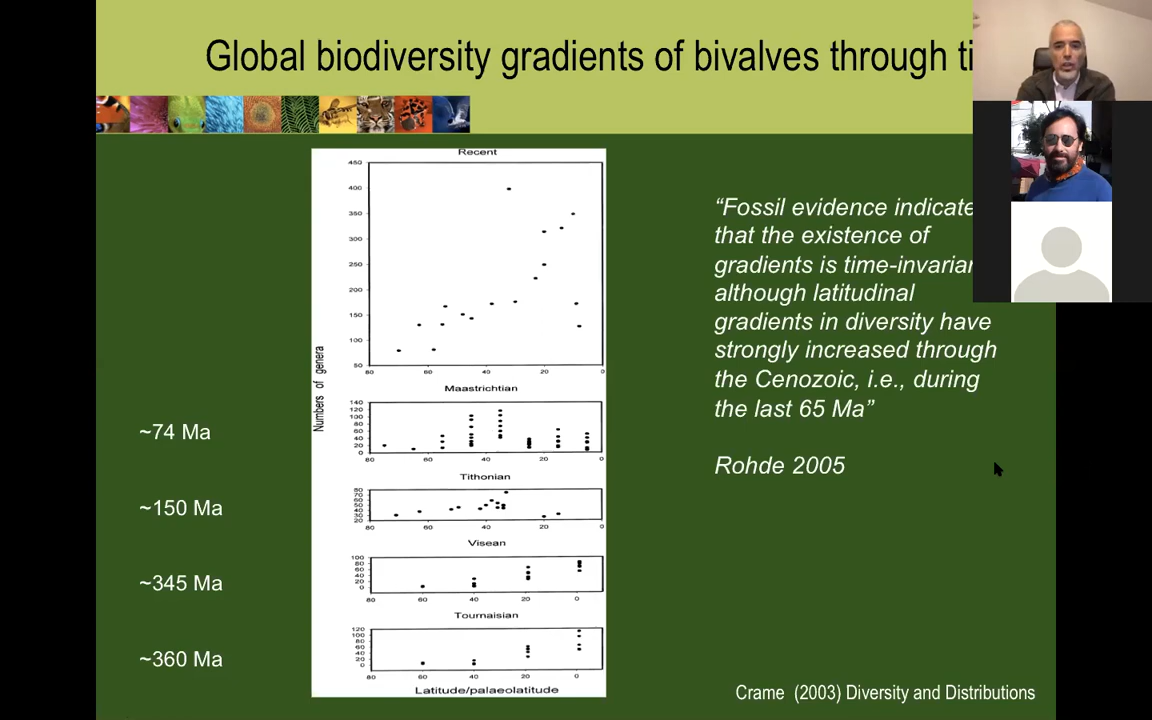 Global biodiversity gradients of bivalves through
Recent
450
400
350
300
250
200
150
100
50
80 60 40 20 0
Numbers of genera
Maastrichtian
140
120
100
80
60
40
20
0
80 60 40 20 0
~74 Ma
Tithonian
80
70
60
50
40
30
20
80 60 40 20 0
~150 Ma
Visean
100
80
60
40
20
0
80 60 40 20 0
~345 Ma
Tournaisian
120
100
80
60
40
20
0
80 60 40 20 0
~360 Ma
Latitude/palaeolatitude
“Fossil evidence indicate
that the existence of
gradients is time-invarian
although latitudinal
gradients in diversity have
strongly increased through
the Cenozoic, i.e., during
the last 65 Ma”
Rohde 2005
Crame (2003) Diversity and Distributions